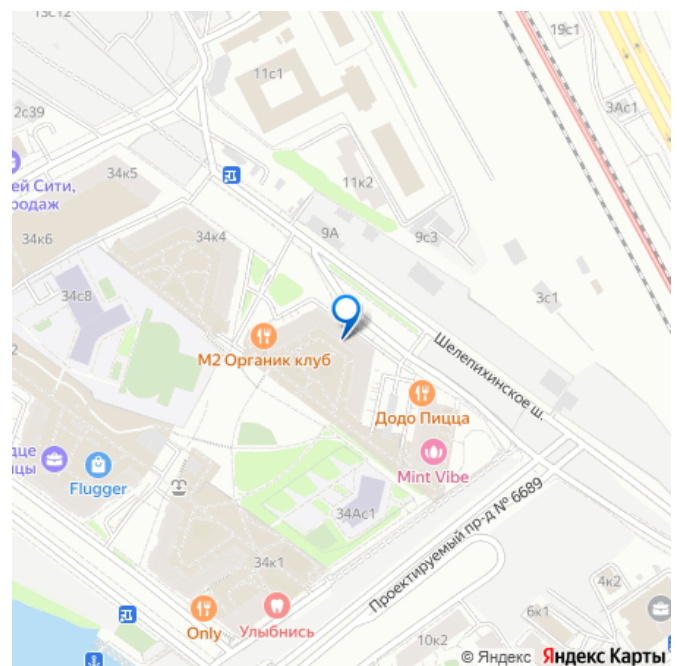 13с12
19с1
11с1
3Ас1
2с39
34к5
ей Сити,
родаж
11к2
34к6
34к4
9А
9с3
34с8
3с1
Шелепихинское ш.
М2 Органик клуб
Додо Пицца
Mint Vibe
дце
ицы
Flugger
34Ас1
Проектируемый пр-д № 6689
34к1
4к2
6к1
Only
Улыбнись
10к2
© Яндекс Яндекс Карты